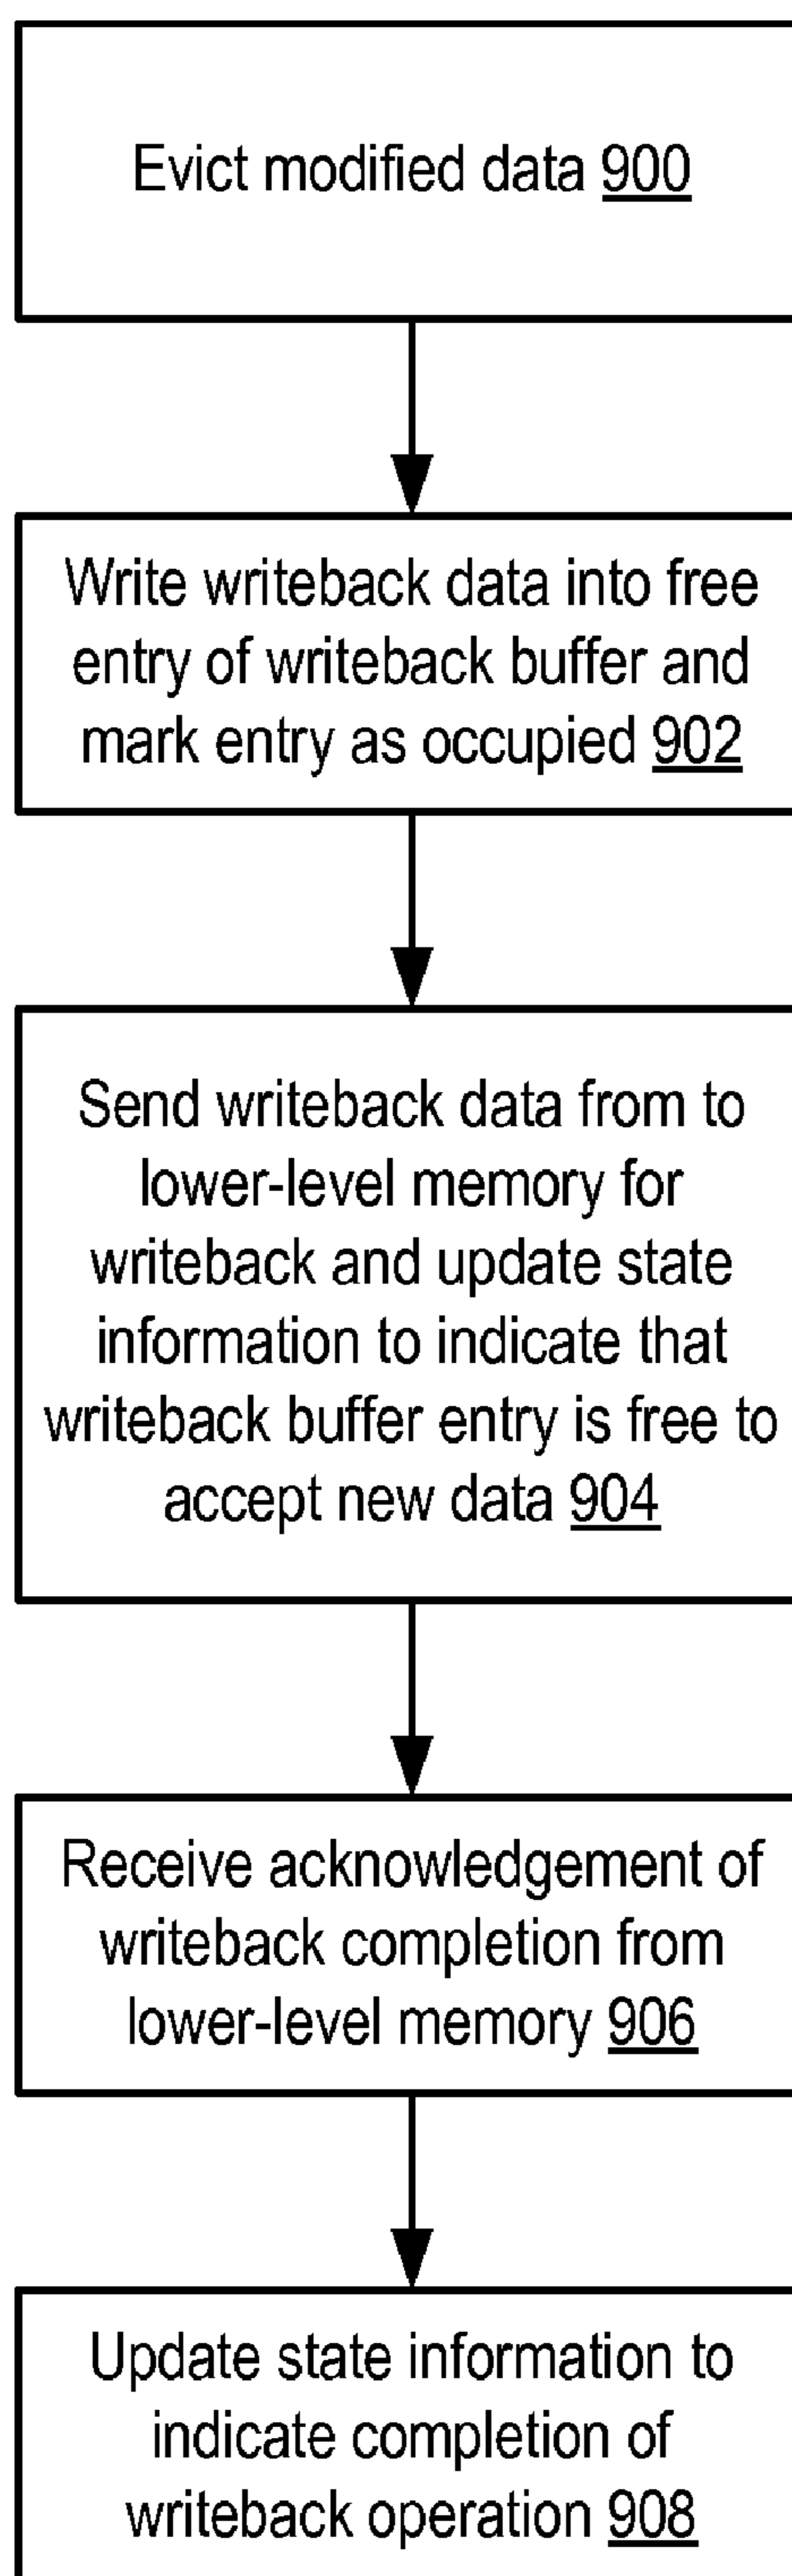 Evict modified data 900
Write writeback data into free
entry of writeback buffer and
mark entry as occupied 902
Send writeback data from to
lower-level memory for
writeback and update state
information to indicate that
writeback buffer entry is free to
accept new data 904
Receive acknowledgement of
writeback completion from
lower-level memory 906
Update state information to
indicate completion of
writeback operation 908